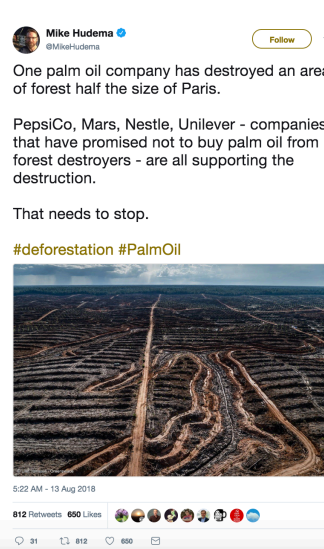 Mike Hudema
@MikeHudema
Follow
One palm oil company has destroyed an area
of forest half the size of Paris.
PepsiCo, Mars, Nestle, Unilever - companies
that have promised not to buy palm oil from
forest destroyers - are all supporting the
destruction.
That needs to stop.
#deforestation #PalmOil
5:22 AM - 13 Aug 2018
812 Retweets 650 Likes
31 812 650